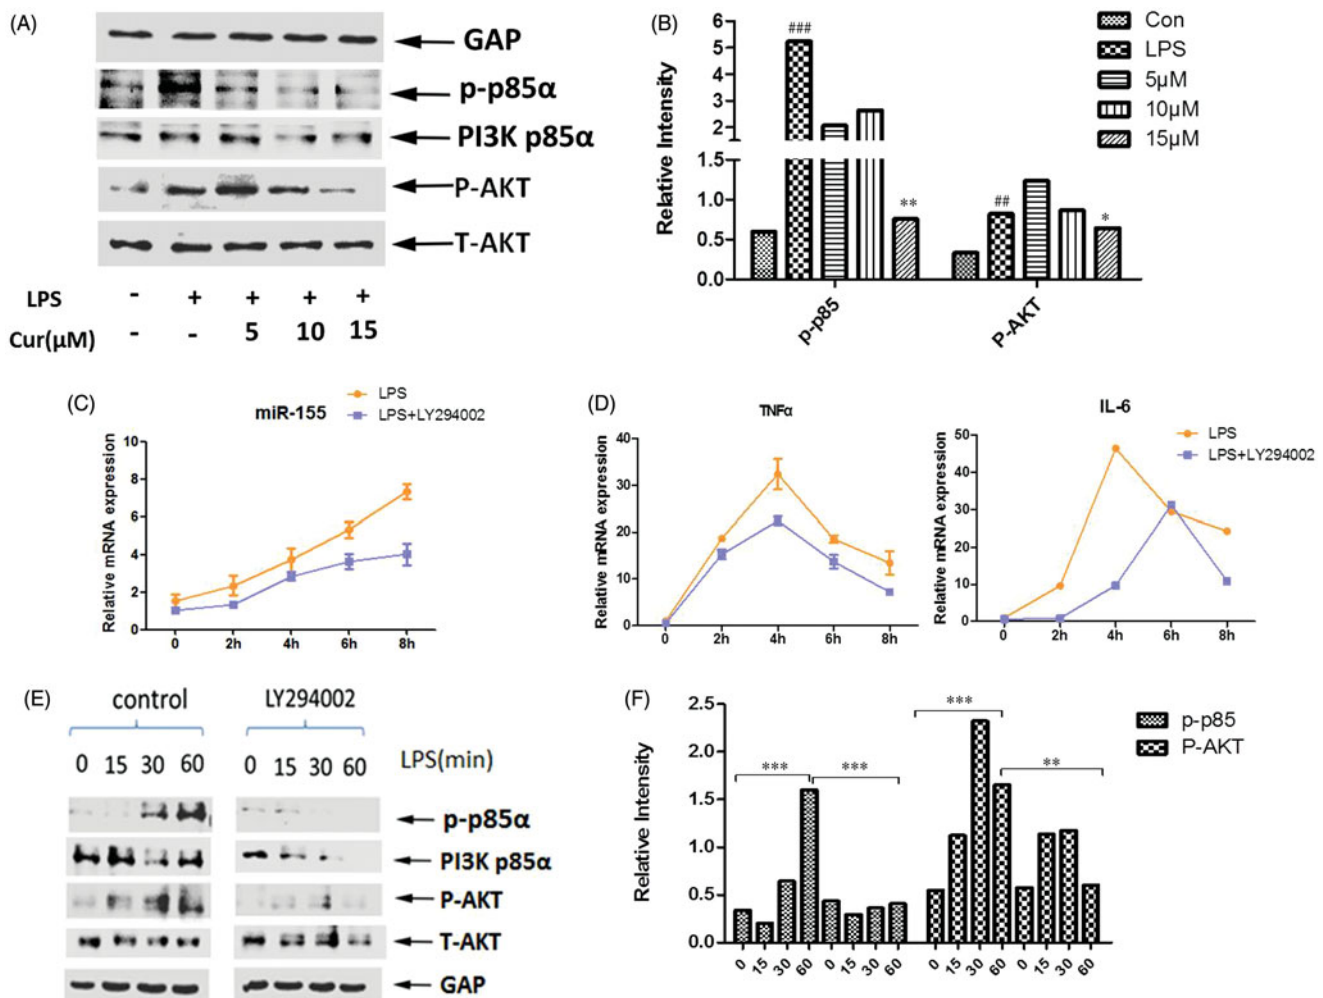 (A)
GAP
p-p85α
PI3K p85α
P-AKT
T-AKT
LPS - + + + +
Cur(μM) - - 5 10 15
(B)
Relative Intensity
6
5
4
3
2
1.5
1.0
0.5
0.0
###
**
##
*
p-p85
P-AKT
Con
LPS
5μM
10μM
15μM
(C)
miR-155
LPS
LPS+LY294002
Relative mRNA expression
10
8
6
4
2
0
0 2h 4h 6h 8h
(D)
TNFα
Relative mRNA expression
40
30
20
10
0
0 2h 4h 6h 8h
IL-6
LPS
LPS+LY294002
Relative mRNA expression
50
40
30
20
10
0
0 2h 4h 6h 8h
(E)
control LY294002
0 15 30 60 0 15 30 60 LPS(min)
p-p85α
PI3K p85α
P-AKT
T-AKT
GAP
(F)
Relative Intensity
2.5
2.0
1.5
1.0
0.5
0.0
*** *** *** **
0 15 30 60 0 15 30 60 0 15 30 60 0 15 30 60
p-p85
P-AKT